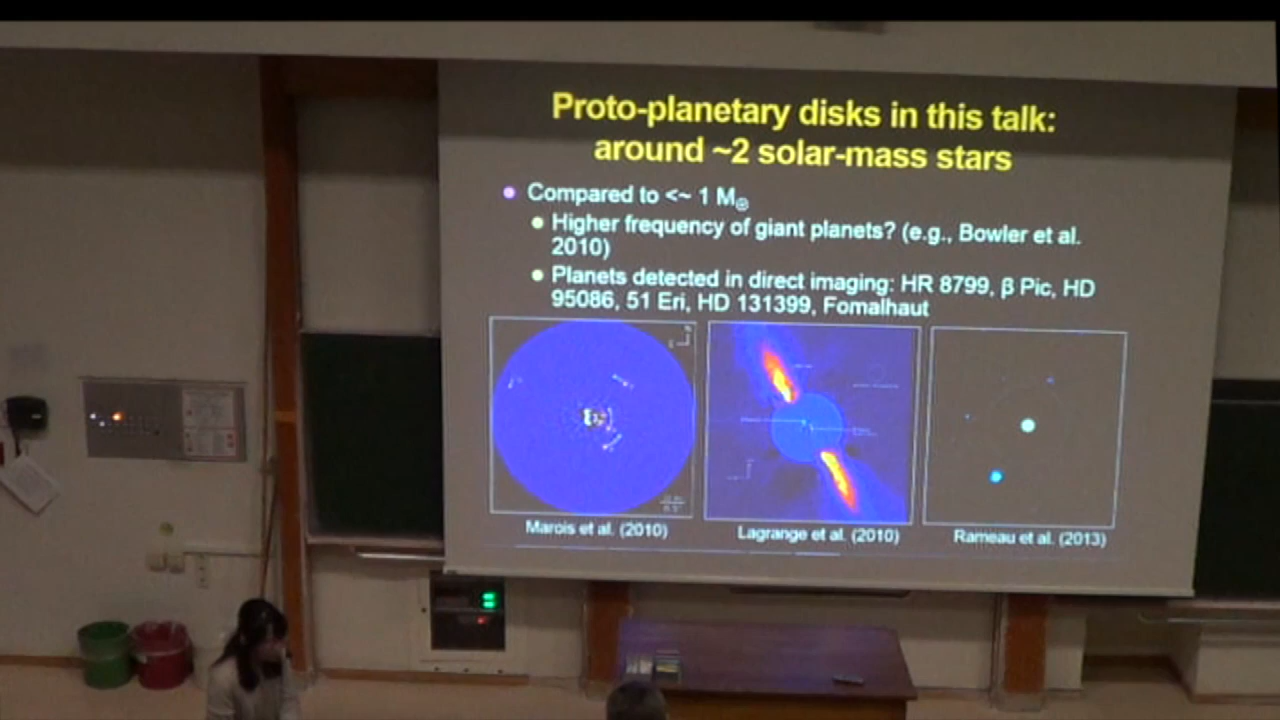 Proto-planetary disks in this talk:
around ~2 solar-mass stars
Compared to <~ 1 M⊕
Higher frequency of giant planets? (e.g., Bowler et al.
2010)
Planets detected in direct imaging: HR 8799, β Pic, HD
95086, 51 Eri, HD 131399, Fomalhaut
Marois et al. (2010)
Lagrange et al. (2010)
Rameau et al. (2013)